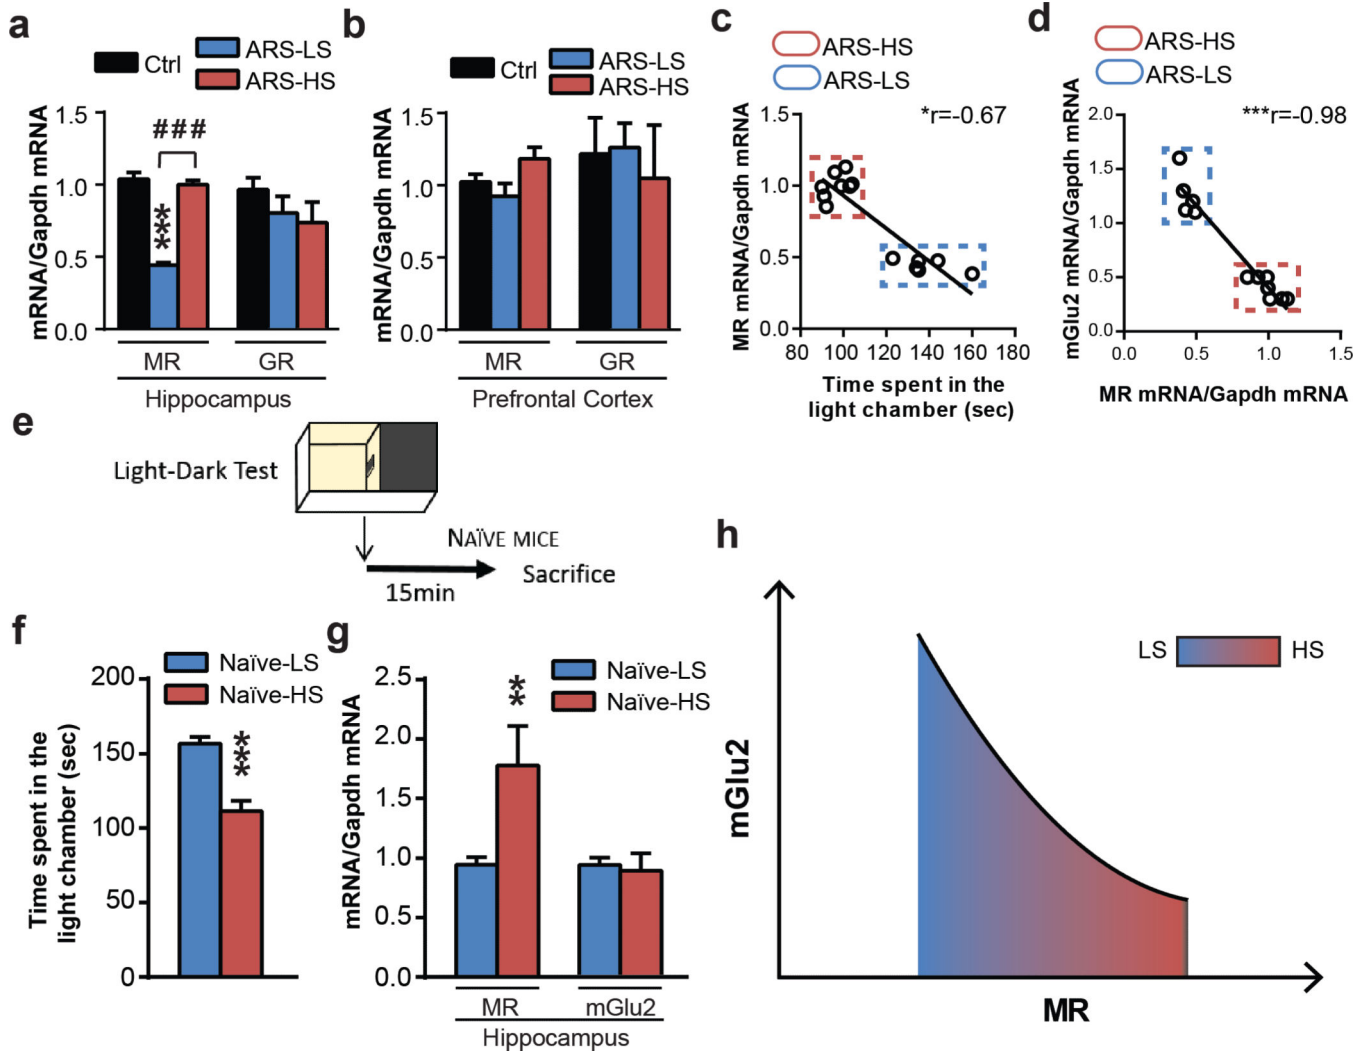 a
Ctrl
ARS-LS
ARS-HS
mRNA/Gapdh mRNA
1.5
1.0
0.5
0.0
***
###
MR
GR
Hippocampus
b
Ctrl
ARS-LS
ARS-HS
mRNA/Gapdh mRNA
1.5
1.0
0.5
0.0
MR
GR
Prefrontal Cortex
c
ARS-HS
ARS-LS
*r=-0.67
MR mRNA/Gapdh mRNA
1.5
1.0
0.5
0.0
80
100
120
140
160
180
Time spent in the
light chamber (sec)
d
ARS-HS
ARS-LS
***r=-0.98
mGlu2 mRNA/Gapdh mRNA
2.0
1.5
1.0
0.5
0.0
0.0
0.5
1.0
1.5
MR mRNA/Gapdh mRNA
e
Light-Dark Test
NAÏVE MICE
15min
Sacrifice
f
Naïve-LS
Naïve-HS
Time spent in the
light chamber (sec)
200
150
100
50
0
***
g
Naïve-LS
Naïve-HS
mRNA/Gapdh mRNA
2.5
2.0
1.5
1.0
0.5
0.0
**
MR
mGlu2
Hippocampus
h
LS
HS
mGlu2
MR